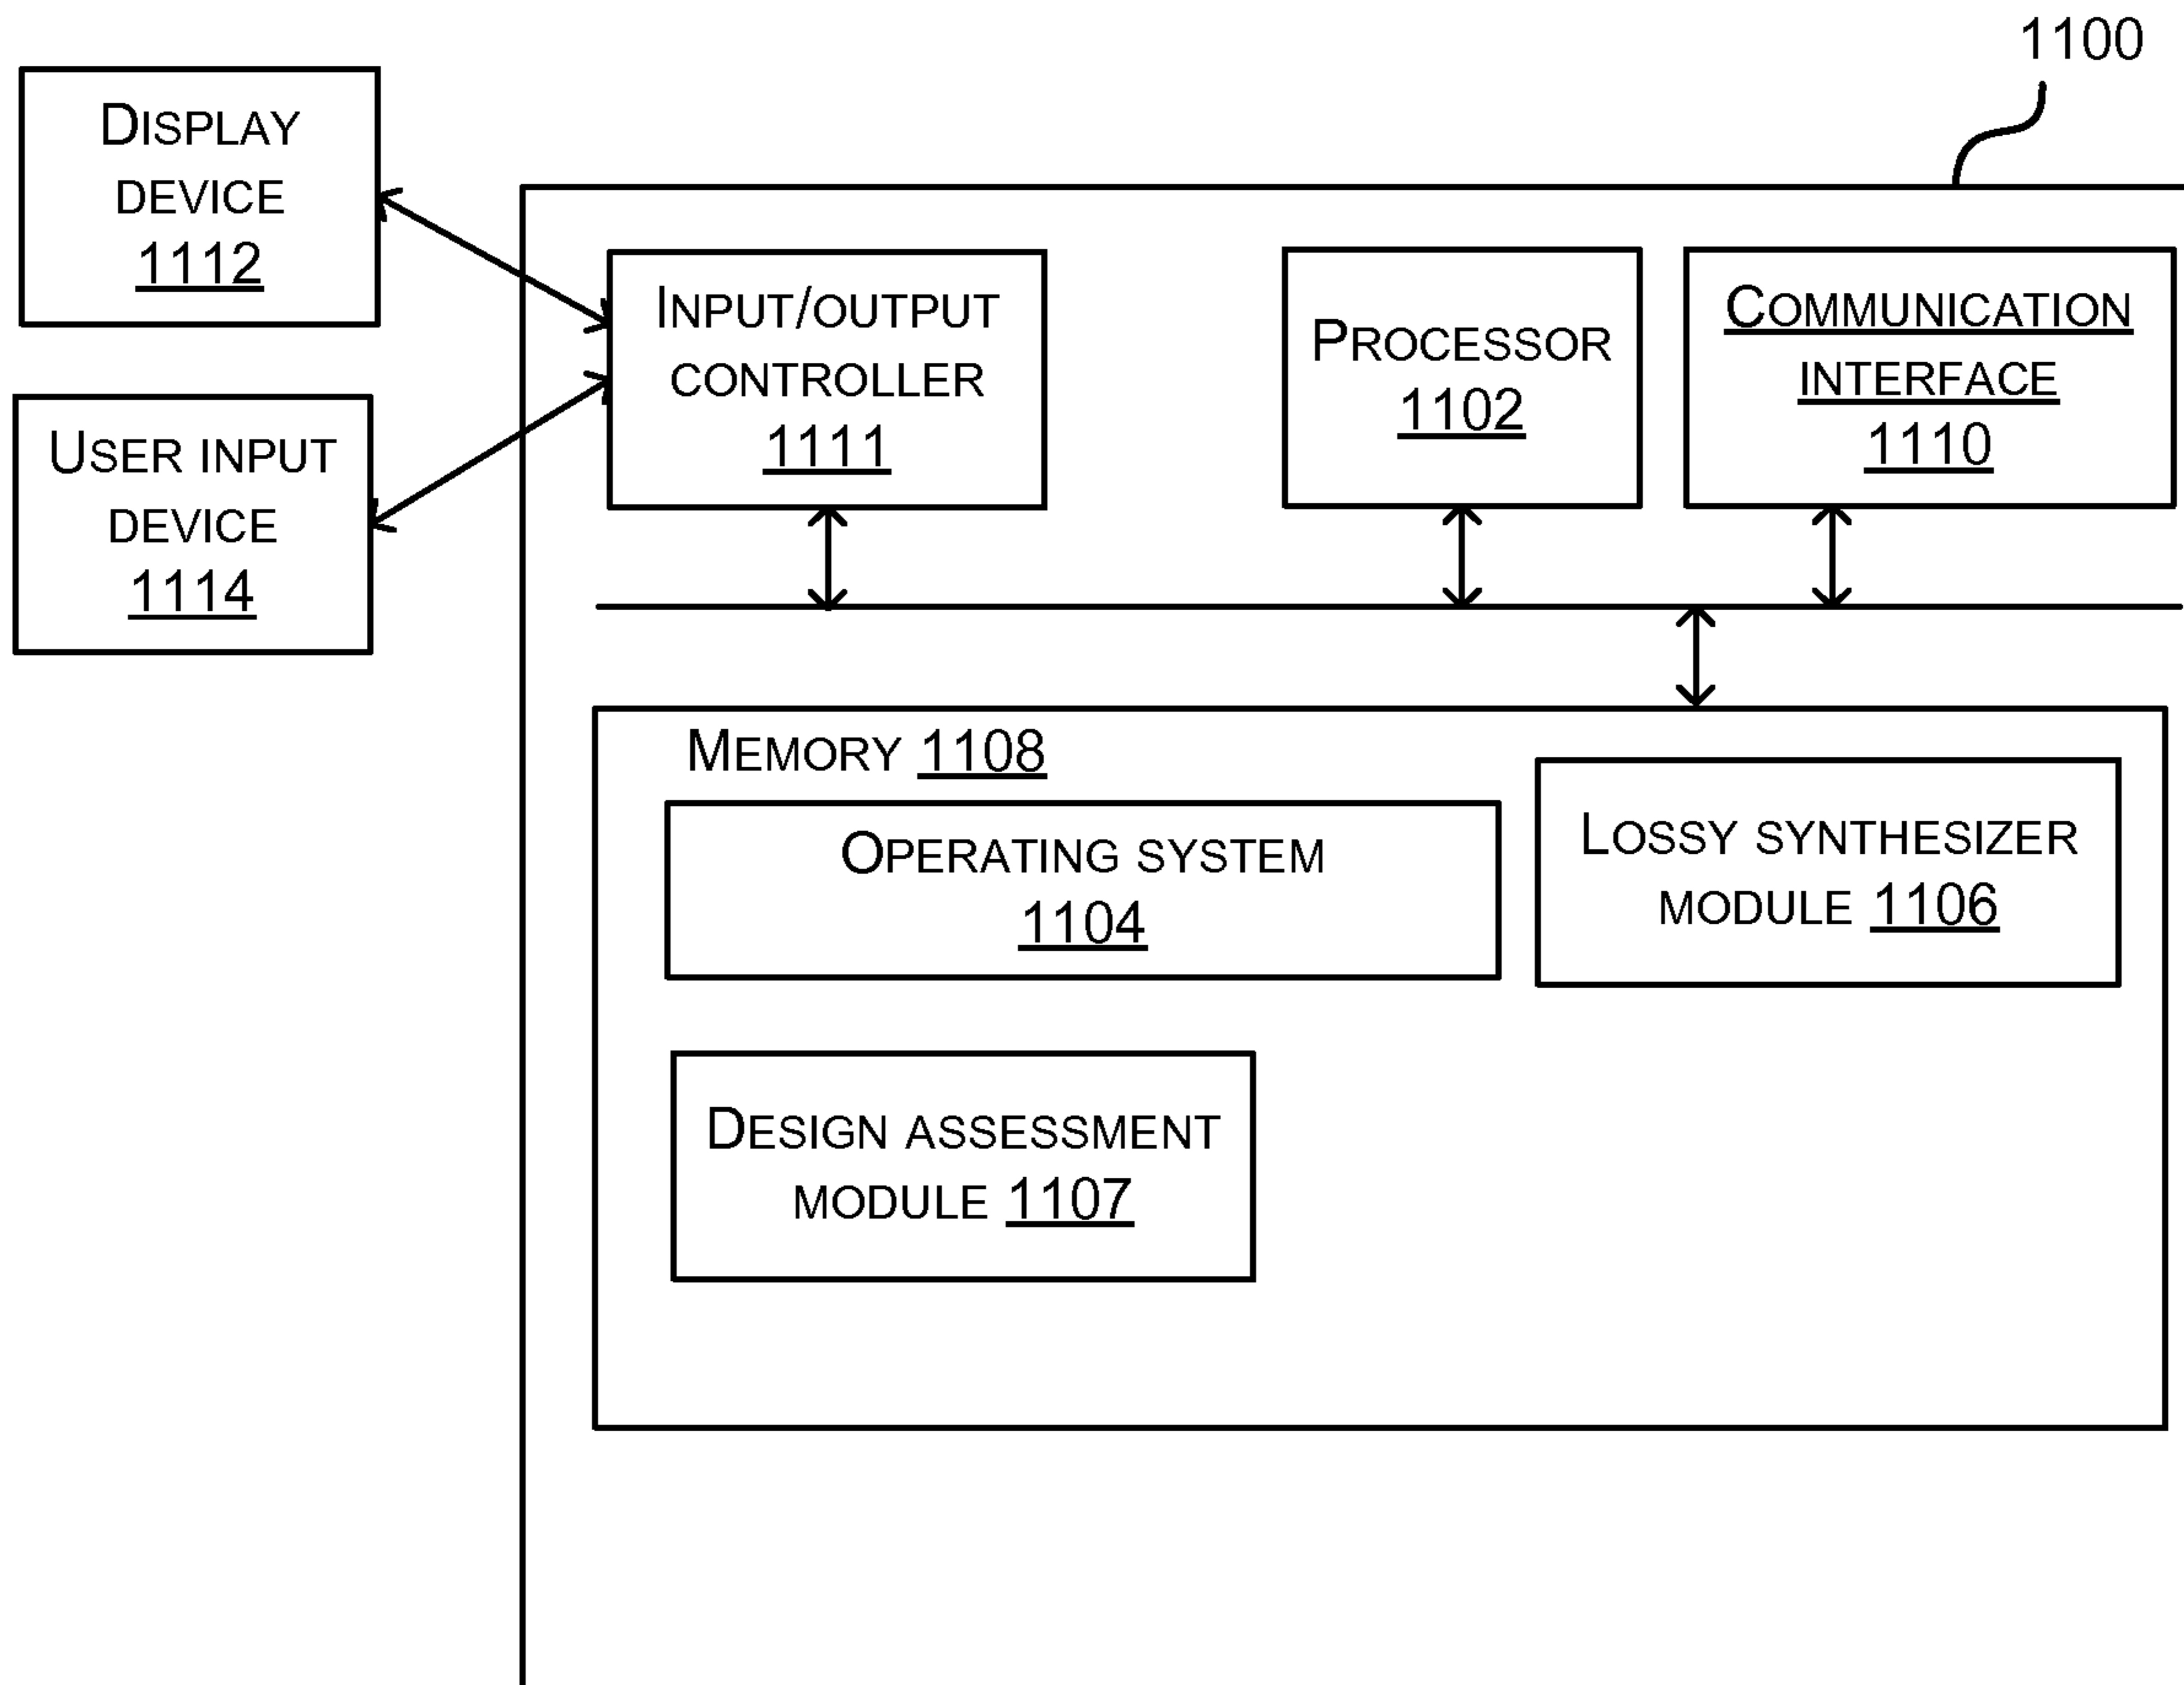 1100
Display
device
1112
Input/output
controller
1111
Processor
1102
Communication
interface
1110
User input
device
1114
Memory 1108
Operating system
1104
Lossy synthesizer
module 1106
Design assessment
module 1107